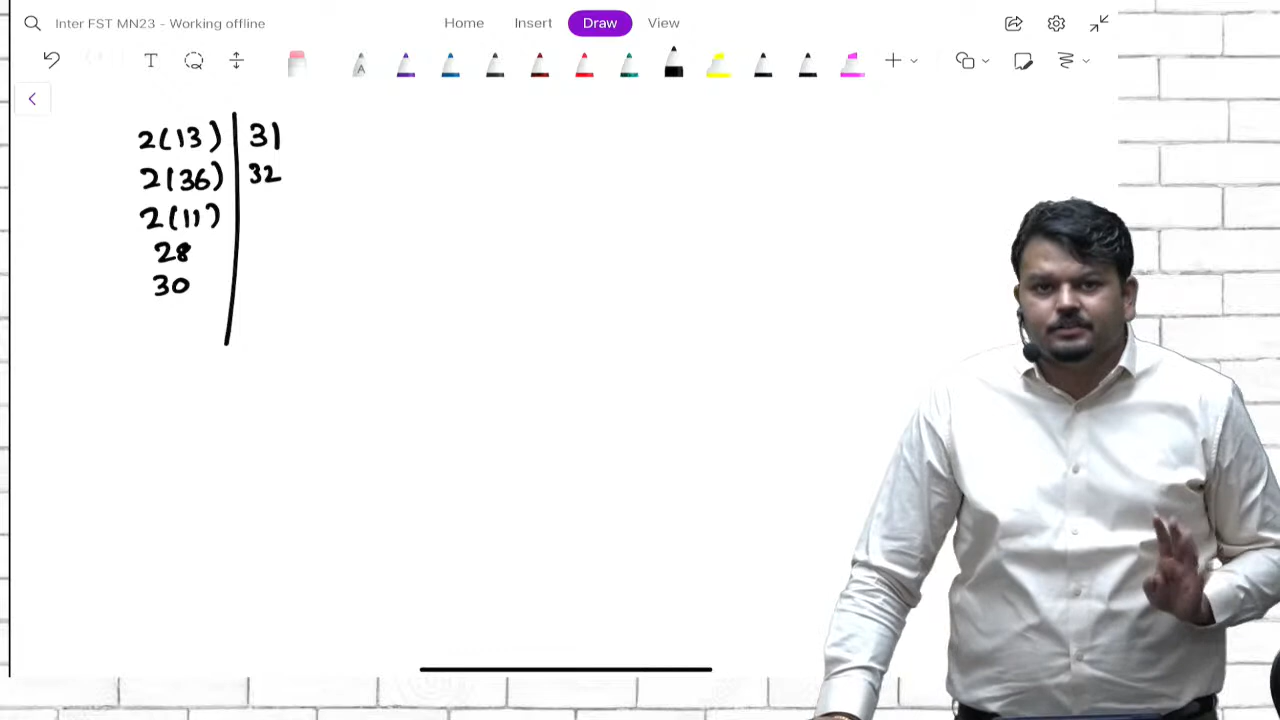 Inter FST MN23 - Working offline
Home Insert Draw View
T
A
2(13) 31
2(36) 32
2(11)
28
30